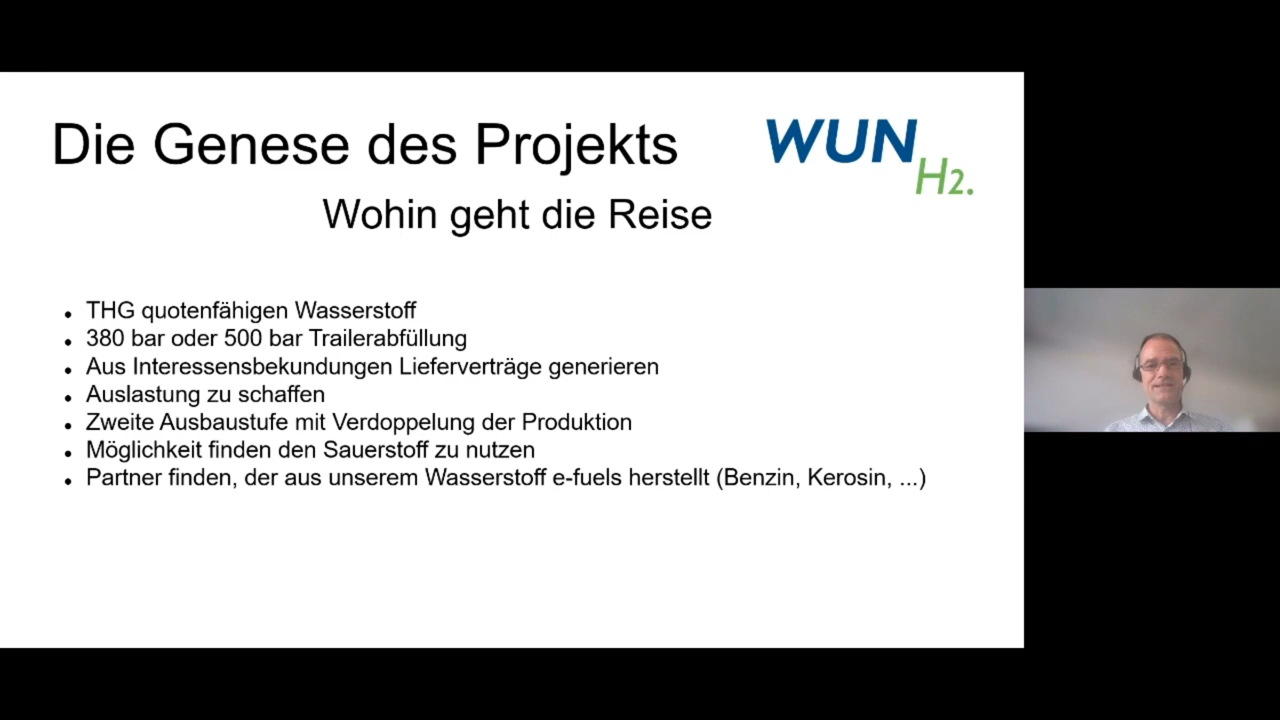 Die Genese des Projekts
WUN
H2.
Wohin geht die Reise
• THG quotenfähigen Wasserstoff
• 380 bar oder 500 bar Trailerabfüllung
• Aus Interessensbekundungen Lieferverträge generieren
• Auslastung zu schaffen
• Zweite Ausbaustufe mit Verdoppelung der Produktion
• Möglichkeit finden den Sauerstoff zu nutzen
• Partner finden, der aus unserem Wasserstoff e-fuels herstellt (Benzin, Kerosin, ...)